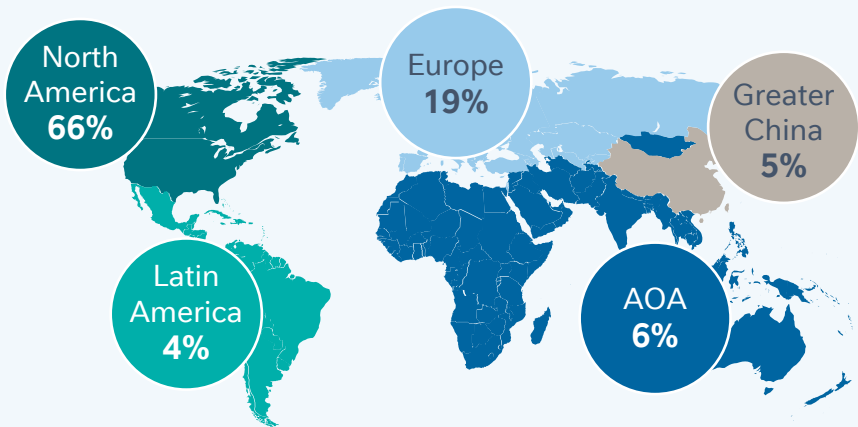 North
America
66%
Europe
19%
Greater
China
5%
Latin
America
4%
AOA
6%